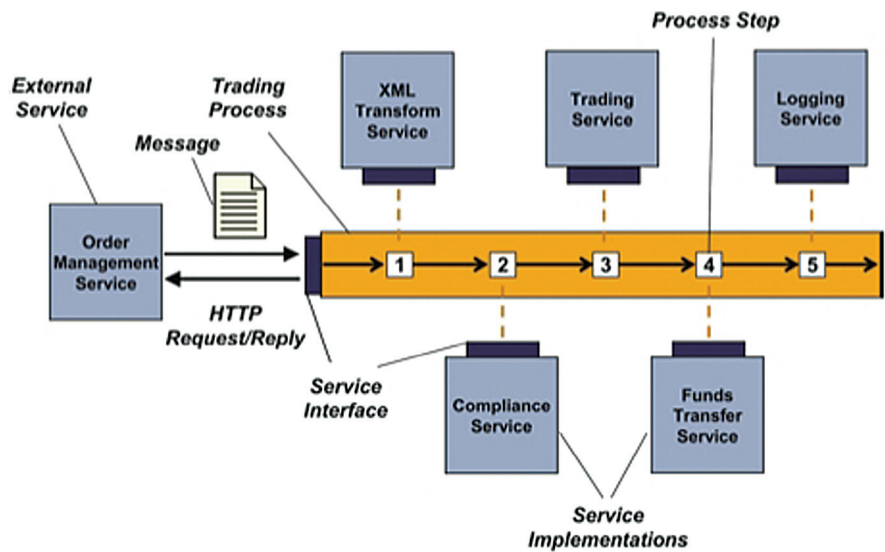 Process Step
External
Service
Trading
Process
XML
Transform
Service
Trading
Service
Logging
Service
Message
Order
Management
Service
1
2
3
4
5
HTTP
Request/Reply
Service
Interface
Compliance
Service
Funds
Transfer
Service
Service
Implementations